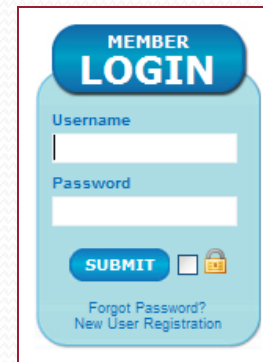 MEMBER
LOGIN
Username
Password
SUBMIT
Forgot Password?
New User Registration